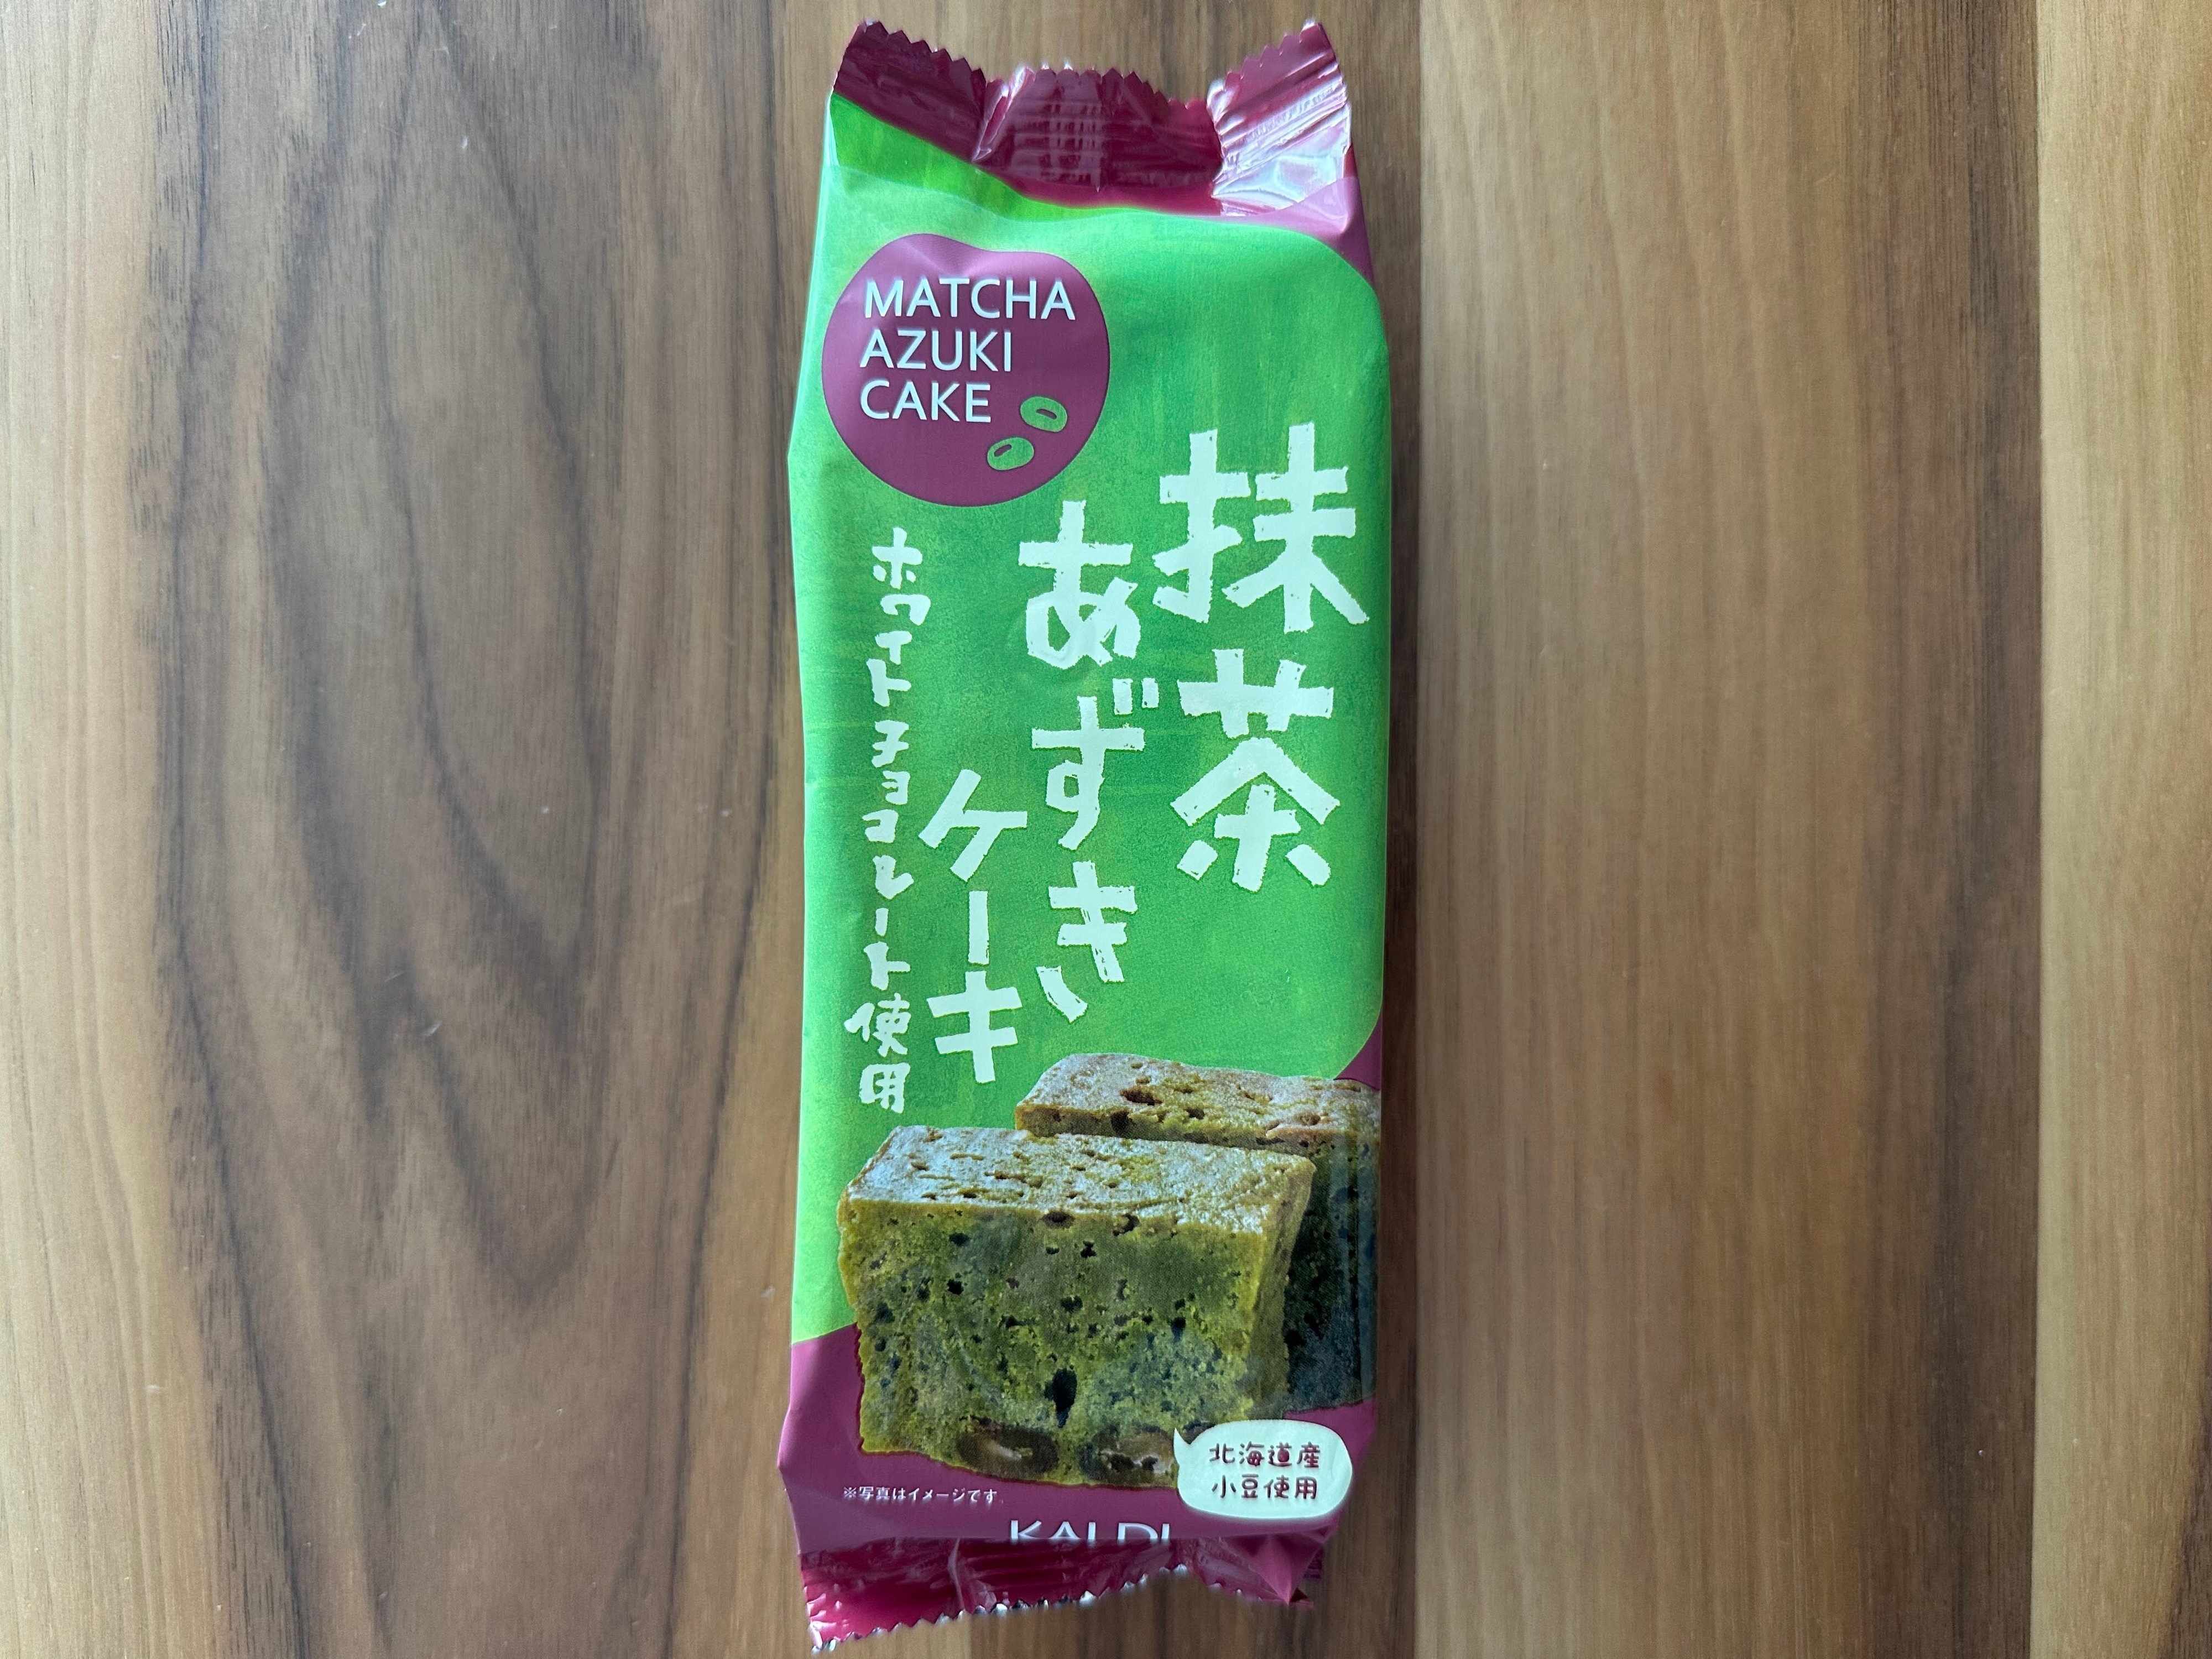 MATCHA
AZUKI
CAKE
抹茶
あずき
ケーキ
ホワイトチョコレート使用
北海道産
小豆使用
※写真はイメージです。
KALDI